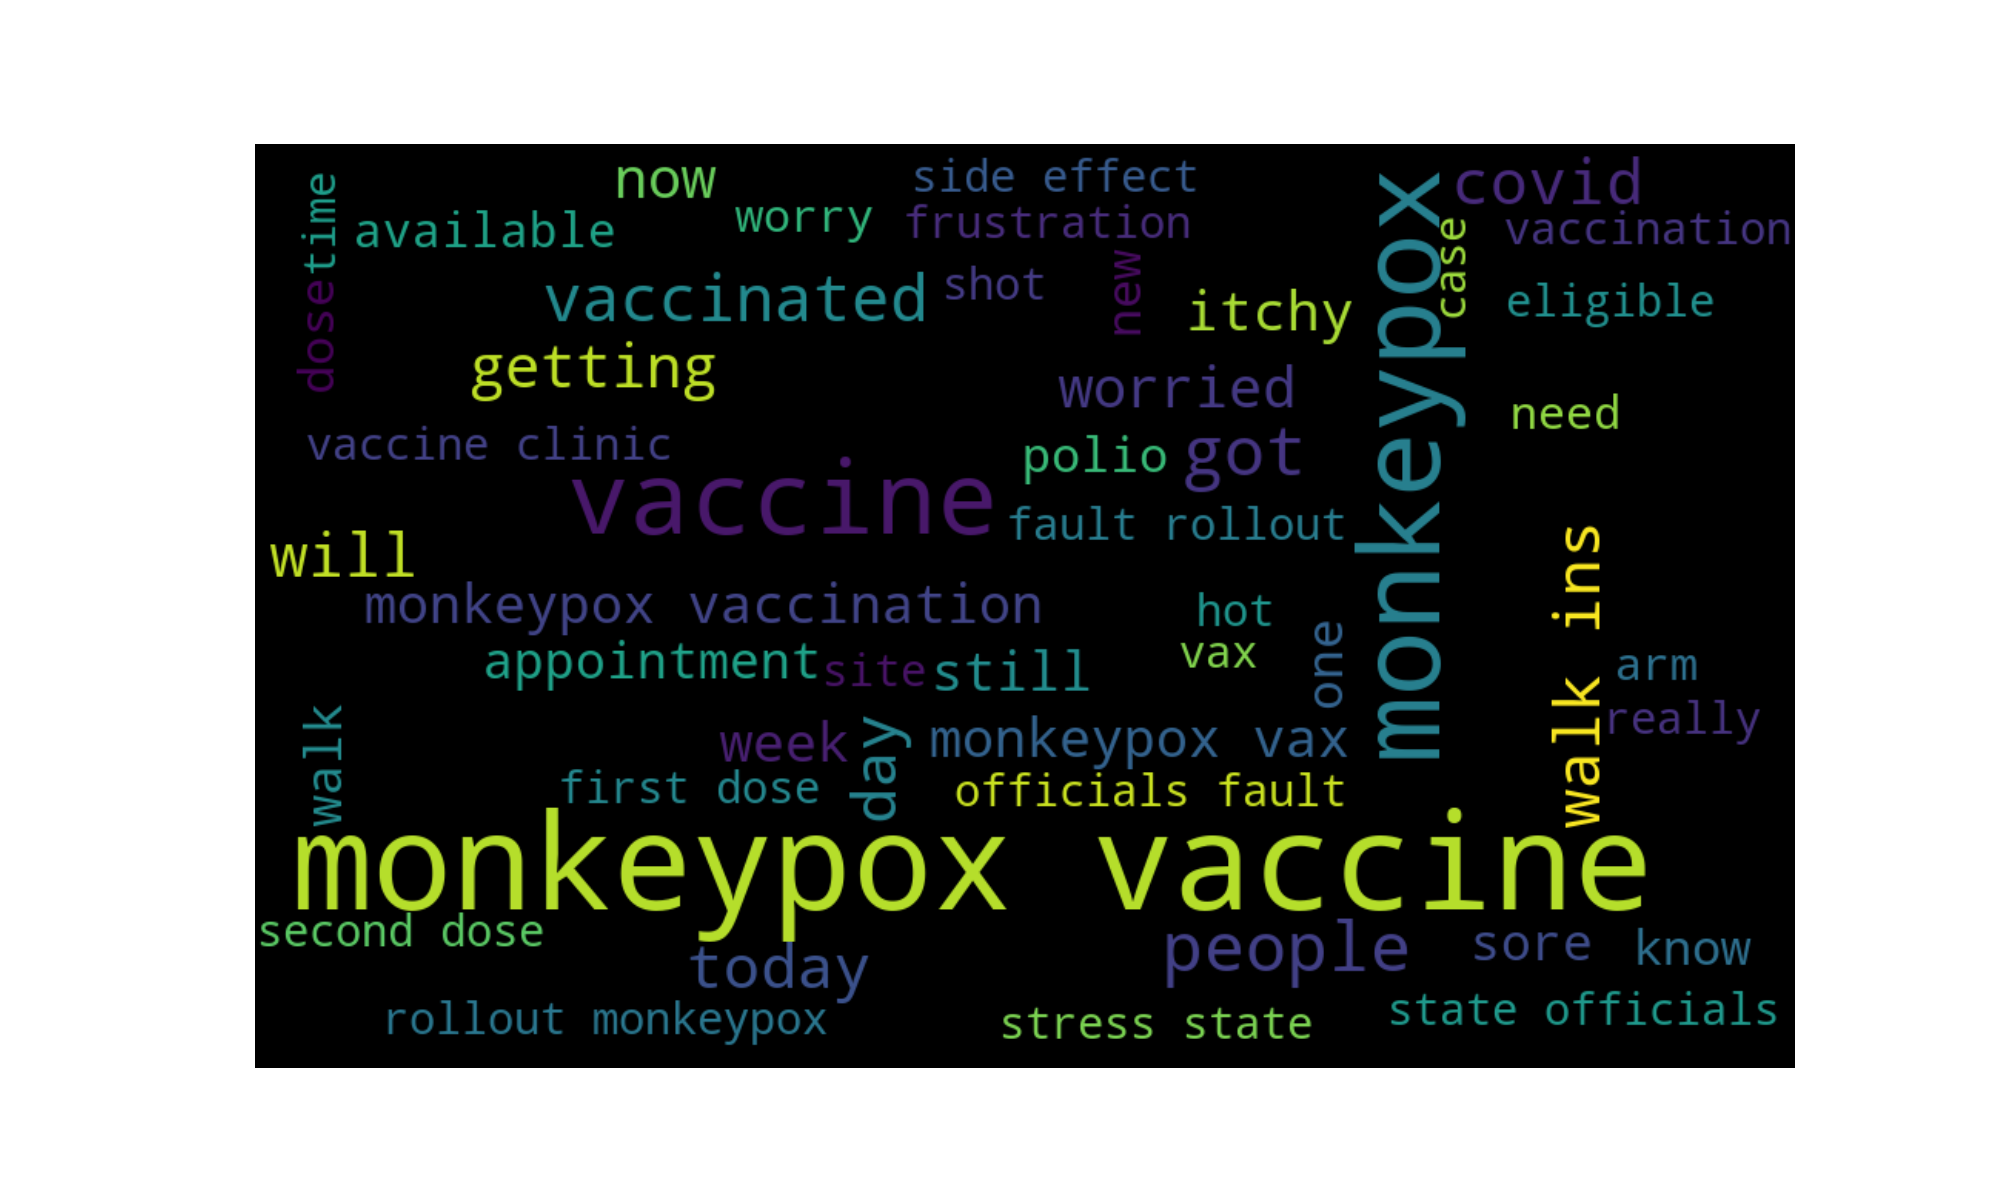 now
side effect
covid
time
available
worry
frustration
case
vaccination
dose
vaccinated
shot
new
itchy
monkeypox
eligible
getting
worried
need
vaccine clinic
vaccine
polio
got
fault rollout
will
walk ins
monkeypox vaccination
hot
one
appointment
site
still
vax
arm
walk
week
day
monkeypox vax
really
first dose
officials fault
monkeypox vaccine
second dose
today
people
sore
know
rollout monkeypox
stress state
state officials